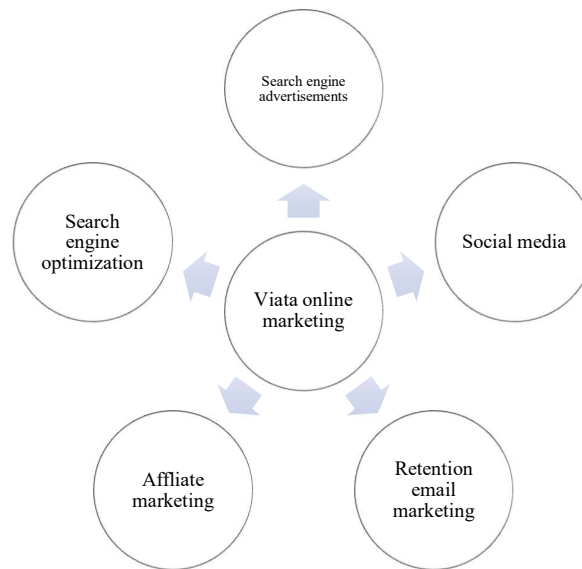 Search engine
advertisements
Search
engine
optimization
Social media
Viata online
marketing
Affliate
marketing
Retention
email
marketing